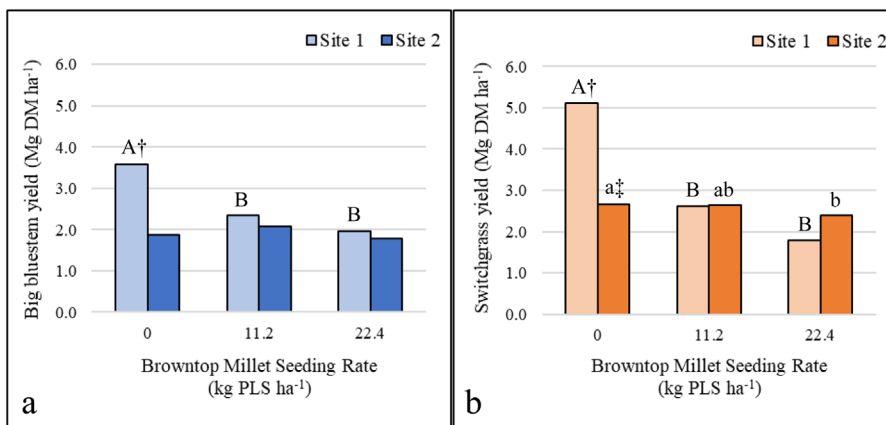 Site 1 Site 2
Big bluestem yield (Mg DM ha⁻¹)
6.0
5.0
4.0
3.0
2.0
1.0
0.0
A†
B
B
0 11.2 22.4
Browntop Millet Seeding Rate
(kg PLS ha⁻¹)
a
Site 1 Site 2
Switchgrass yield (Mg DM ha⁻¹)
6.0
5.0
4.0
3.0
2.0
1.0
0.0
A†
a‡
B ab
B b
0 11.2 22.4
Browntop Millet Seeding Rate
(kg PLS ha⁻¹)
b